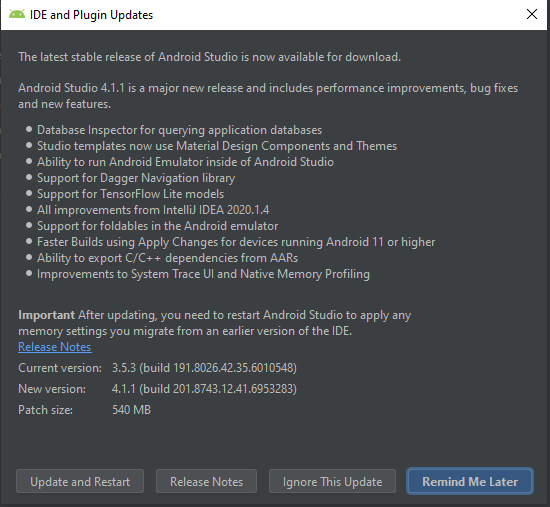 IDE and Plugin Updates
The latest stable release of Android Studio is now available for download.
Android Studio 4.1.1 is a major new release and includes performance improvements, bug fixes
and new features.
• Database Inspector for querying application databases
• Studio templates now use Material Design Components and Themes
• Ability to run Android Emulator inside of Android Studio
• Support for Dagger Navigation library
• Support for TensorFlow Lite models
• All improvements from IntelliJ IDEA 2020.1.4
• Support for foldables in the Android emulator
• Faster Builds using Apply Changes for devices running Android 11 or higher
• Ability to export C/C++ dependencies from AARs
• Improvements to System Trace UI and Native Memory Profiling
Important After updating, you need to restart Android Studio to apply any
memory settings you migrate from an earlier version of the IDE.
Release Notes
Current version: 3.5.3 (build 191.8026.42.35.6010548)
New version: 4.1.1 (build 201.8743.12.41.6953283)
Patch size: 540 MB
Update and Restart Release Notes Ignore This Update Remind Me Later